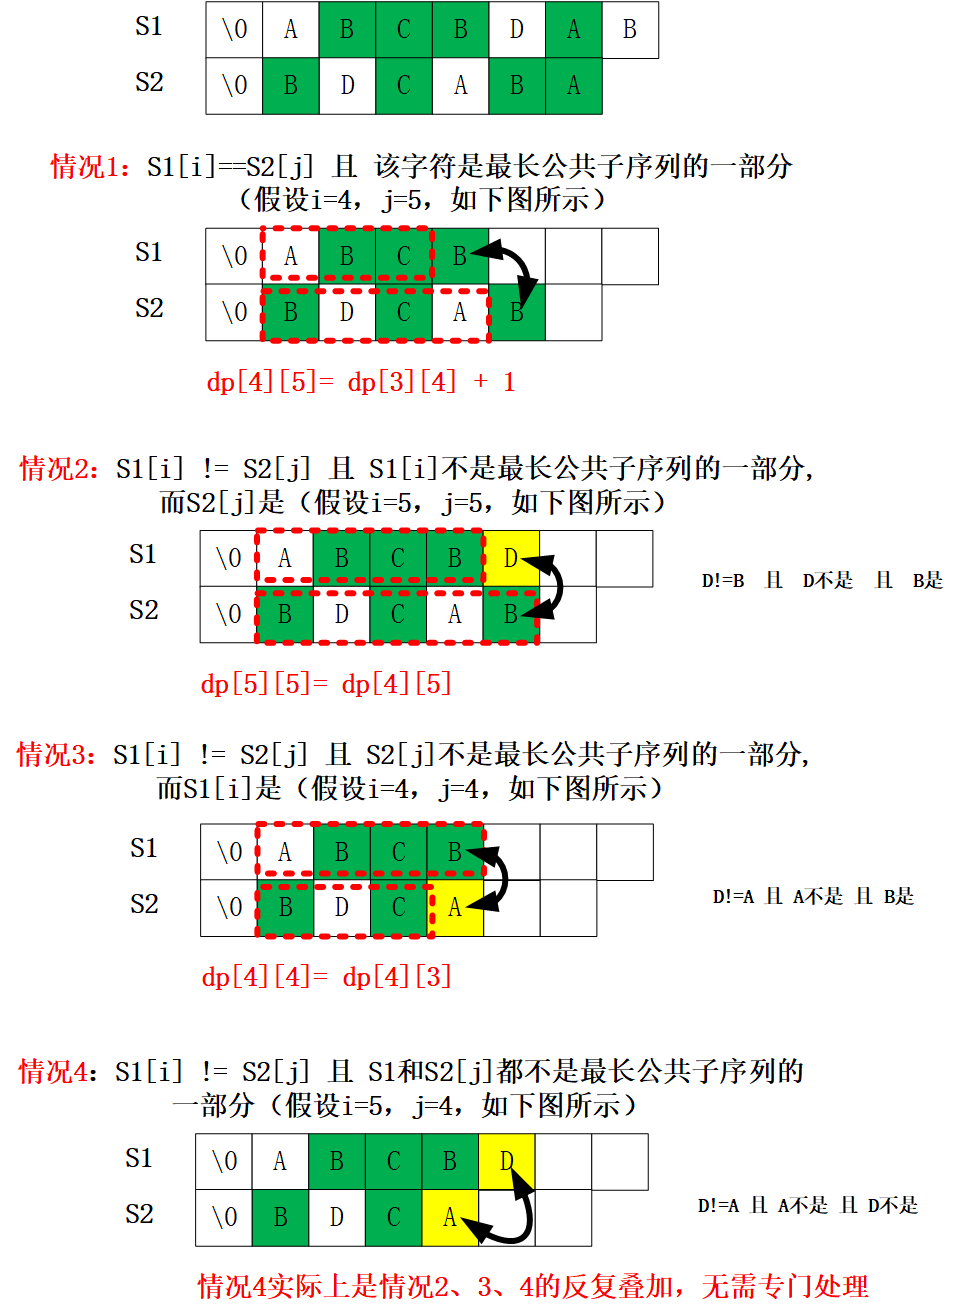 S1 \0 A B C B D A B
S2 \0 B D C A B A
情况1：S1[i]==S2[j] 且 该字符是最长公共子序列的一部分
（假设i=4，j=5，如下图所示）
S1 \0 A B C B
S2 \0 B D C A B
dp[4][5]= dp[3][4] + 1
情况2：S1[i] != S2[j] 且 S1[i]不是最长公共子序列的一部分,
而S2[j]是（假设i=5，j=5，如下图所示）
S1 \0 A B C B D
D!=B 且 D不是 且 B是
S2 \0 B D C A B
dp[5][5]= dp[4][5]
情况3：S1[i] != S2[j] 且 S2[j]不是最长公共子序列的一部分,
而S1[i]是（假设i=4，j=4，如下图所示）
S1 \0 A B C B
D!=A 且 A不是 且 B是
S2 \0 B D C A
dp[4][4]= dp[4][3]
情况4：S1[i] != S2[j] 且 S1和S2[j]都不是最长公共子序列的
一部分（假设i=5，j=4，如下图所示）
S1 \0 A B C B D
D!=A 且 A不是 且 D不是
S2 \0 B D C A
情况4实际上是情况2、3、4的反复叠加，无需专门处理